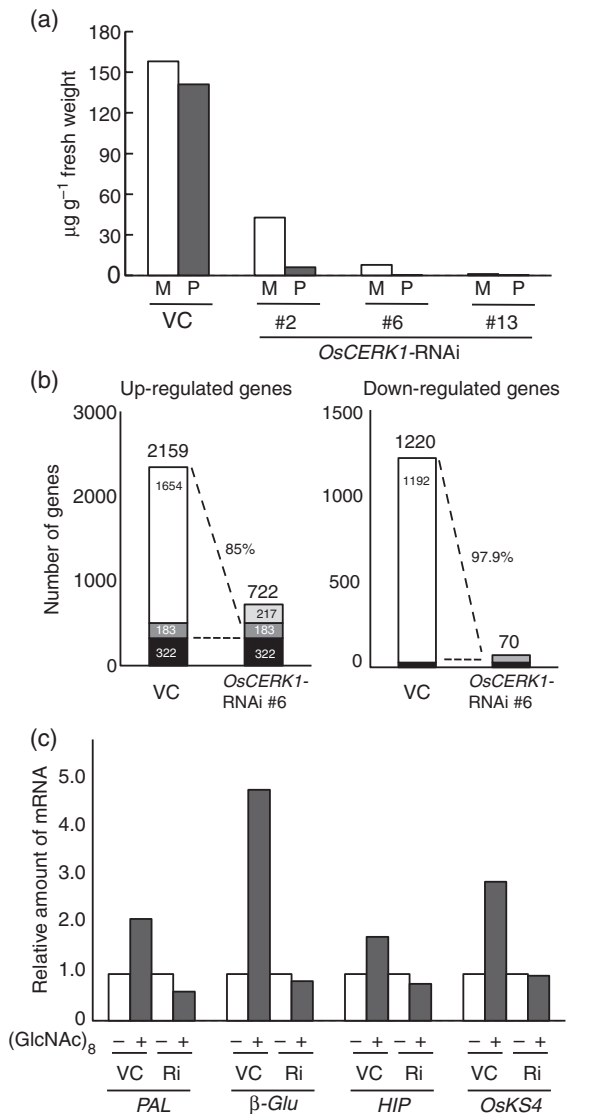 (a)
180
150
120
90
60
30
0
μg g⁻¹ fresh weight
M P M P M P M P
VC #2 #6 #13
OsCERK1-RNAi
(b)
Up-regulated genes Down-regulated genes
Number of genes
3000
2000
1000
0
2159
1654
183
322
85%
722
217
183
322
VC OsCERK1-
RNAi #6
1500
1000
500
0
1220
1192
97.9%
70
VC OsCERK1-
RNAi #6
(c)
Relative amount of mRNA
5.0
4.0
3.0
2.0
1.0
0
(GlcNAc)₈ − + − + − + − + − + − + − + − +
VC Ri VC Ri VC Ri VC Ri
PAL β-Glu HIP OsKS4